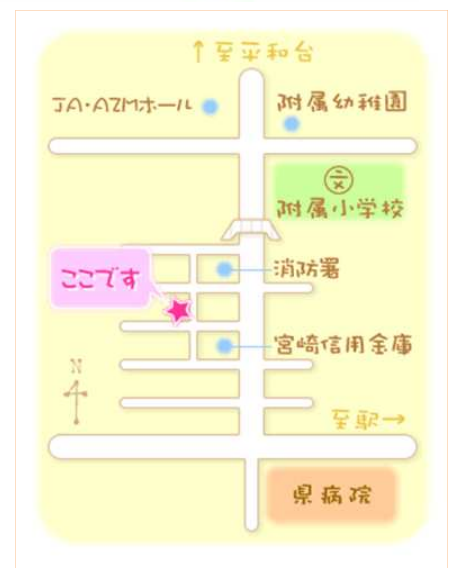 ↑至平和台
JA・AZMホール
附属幼稚園
文
附属小学校
消防署
ここです
宮崎信用金庫
N
至駅→
県病院